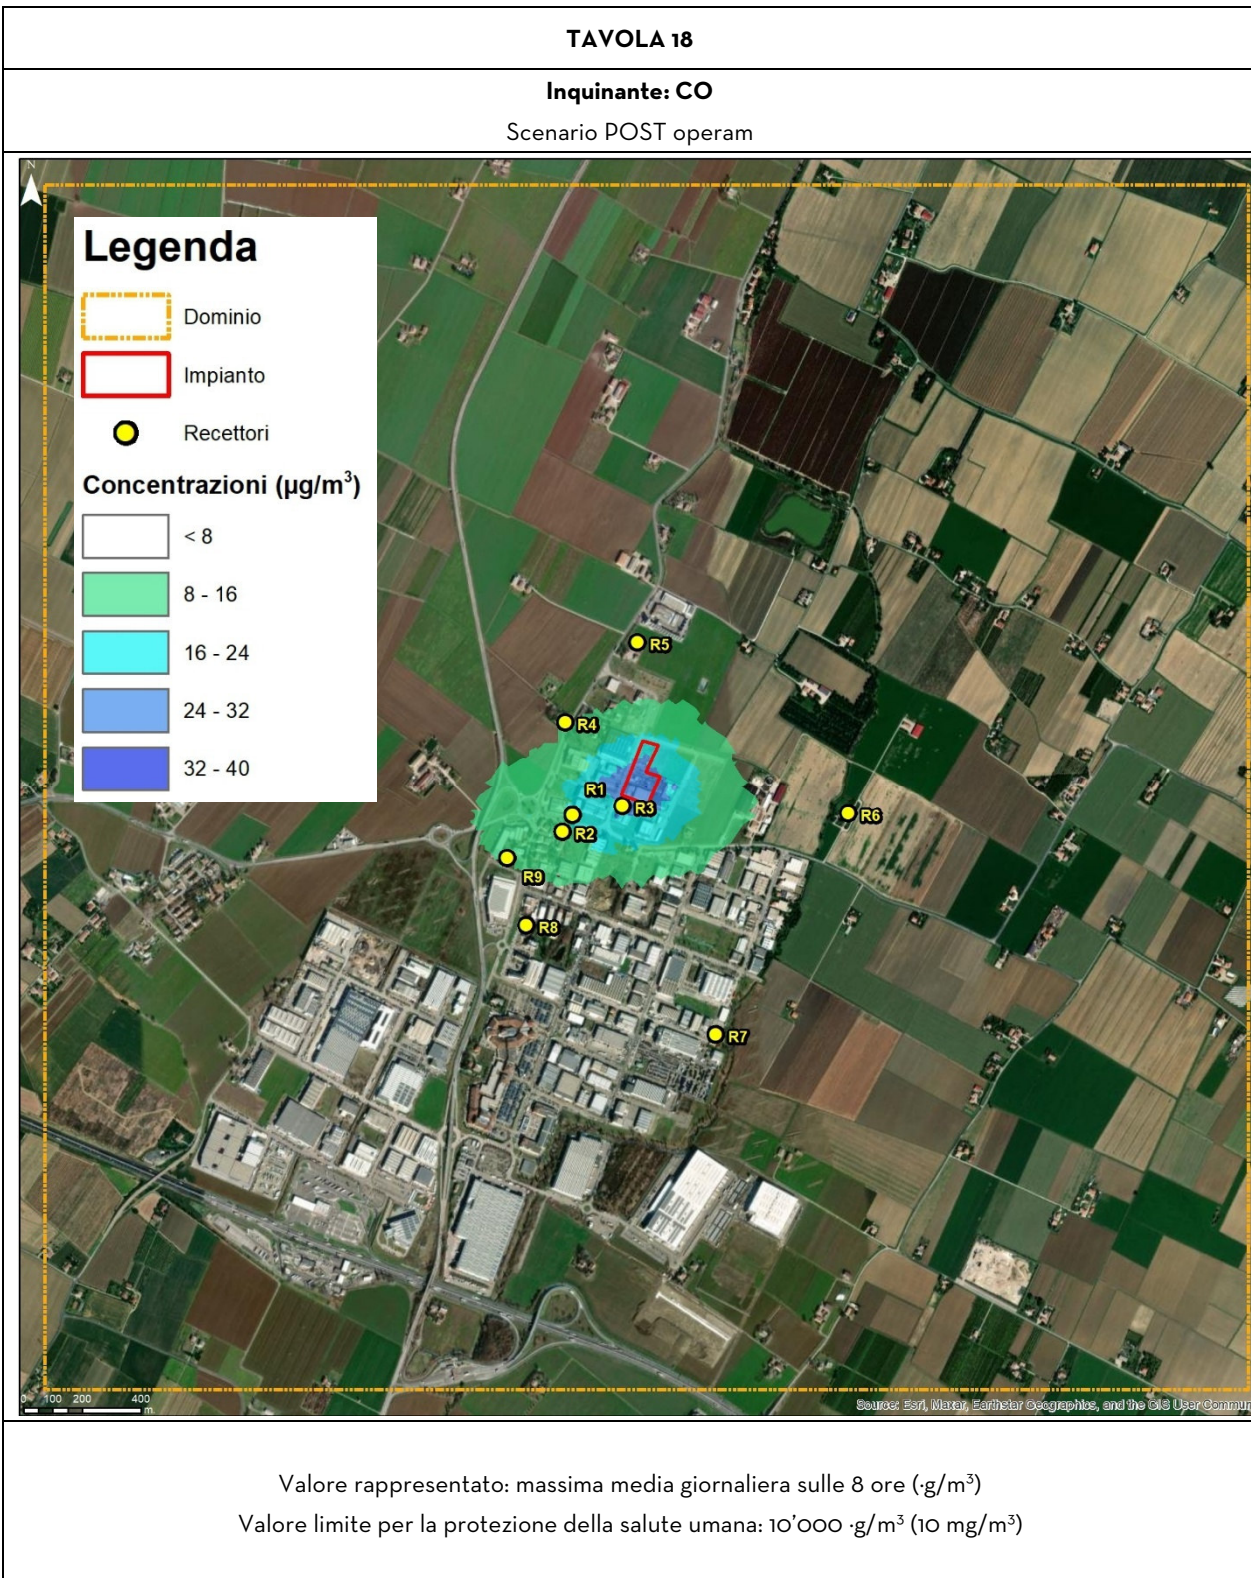 TAVOLA 18
Inquinante: CO
Scenario POST operam
N
Legenda
Dominio
Impianto
Recettori
Concentrazioni (µg/m³)
< 8
8 - 16
16 - 24
24 - 32
32 - 40
R5
R4
R1
R3
R2
R6
R9
R8
R7
0 100 200 400
m
Source: Esri, Maxar, Earthstar Geographics, and the GIS User Commun
Valore rappresentato: massima media giornaliera sulle 8 ore (·g/m³)
Valore limite per la protezione della salute umana: 10'000 ·g/m³ (10 mg/m³)